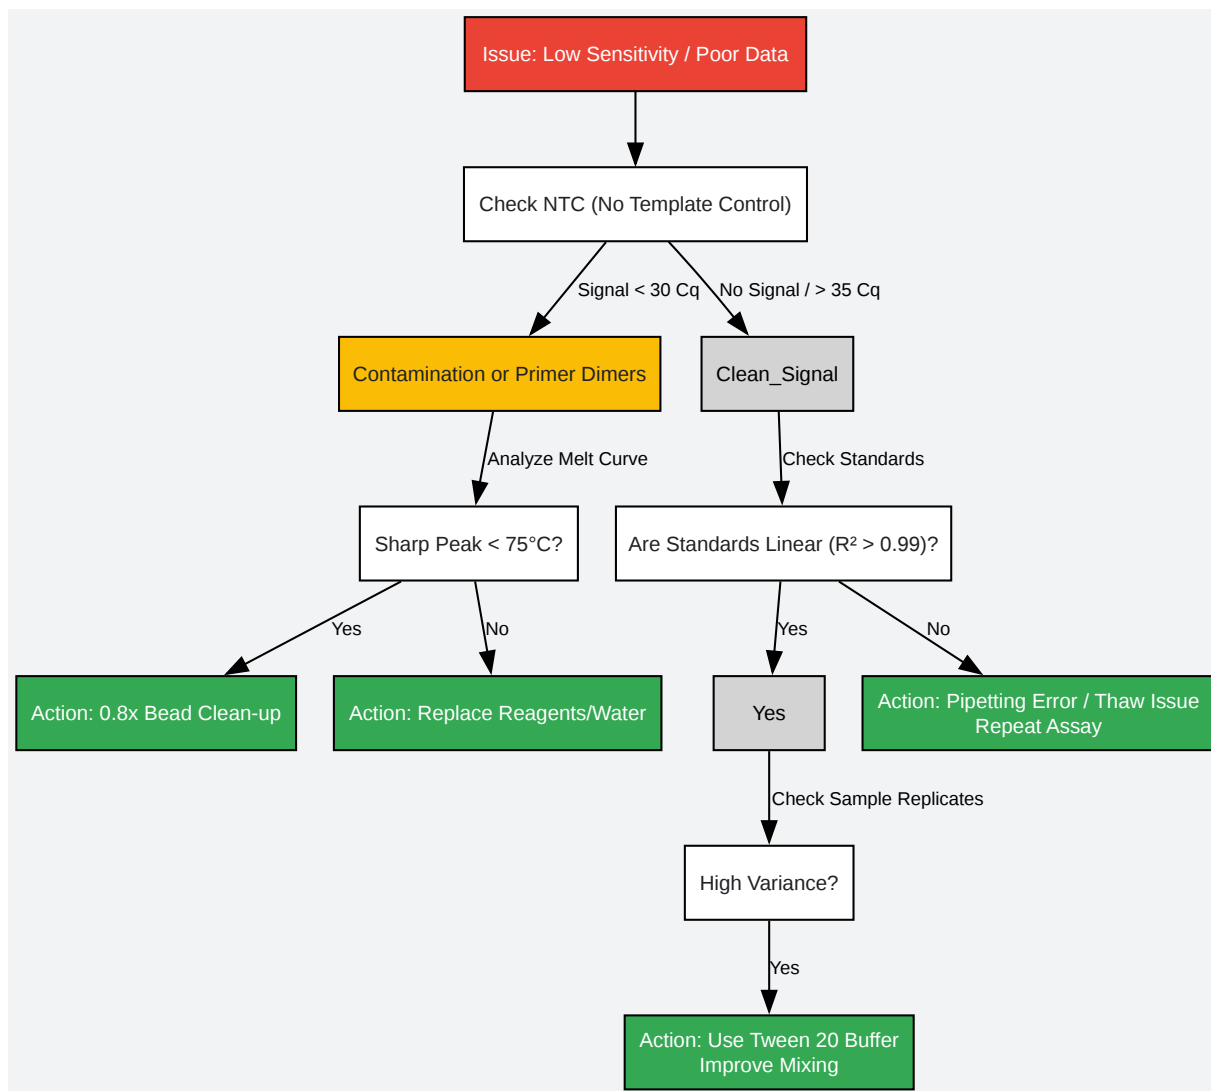 Issue: Low Sensitivity / Poor Data
Check NTC (No Template Control)
Signal < 30 Cq
No Signal / > 35 Cq
Contamination or Primer Dimers
Clean_Signal
Analyze Melt Curve
Check Standards
Sharp Peak < 75°C?
Are Standards Linear (R² > 0.99)?
Yes
No
Yes
No
Action: 0.8x Bead Clean-up
Action: Replace Reagents/Water
Yes
Action: Pipetting Error / Thaw Issue
Repeat Assay
Check Sample Replicates
High Variance?
Yes
Action: Use Tween 20 Buffer
Improve Mixing